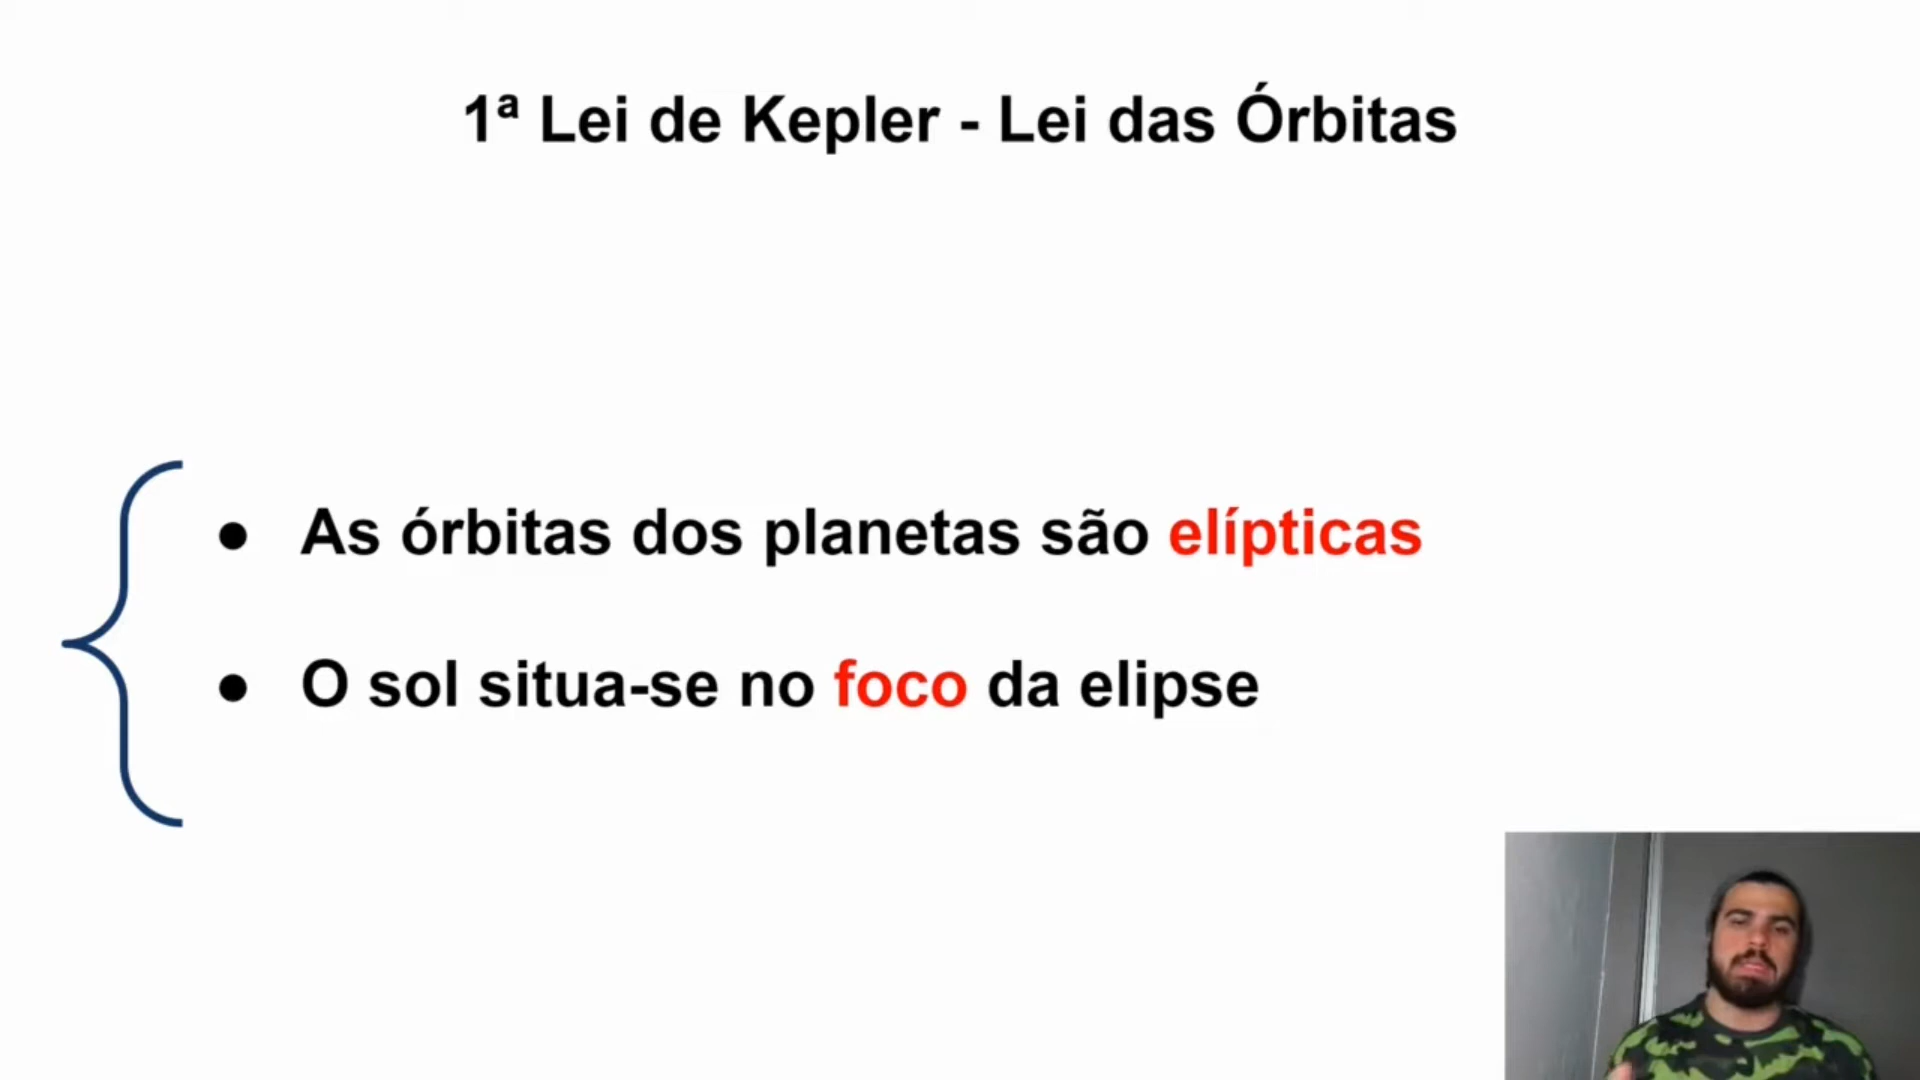 1ª Lei de Kepler - Lei das Órbitas
● As órbitas dos planetas são elípticas
● O sol situa-se no foco da elipse